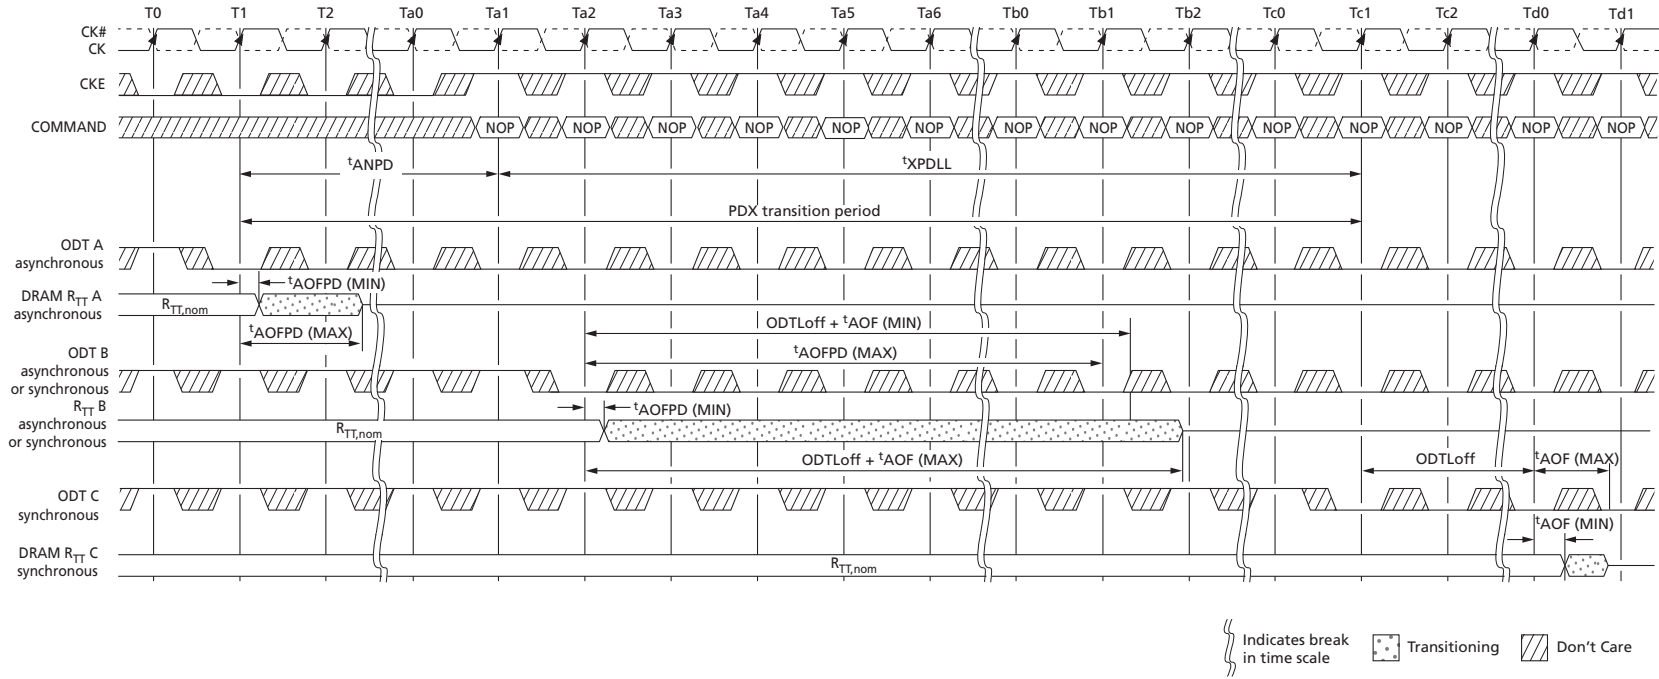 T0 T1 T2 Ta0 Ta1 Ta2 Ta3 Ta4 Ta5 Ta6 Tb0 Tb1 Tb2 Tc0 Tc1 Tc2 Td0 Td1
CK#
CK
CKE
COMMAND NOP NOP NOP NOP NOP NOP NOP NOP NOP NOP NOP NOP NOP NOP
tANPD tXPDLL
PDX transition period
ODT A
asynchronous
tAOFPD (MIN)
DRAM RTT A
asynchronous
RTT,nom
tAOFPD (MAX)
ODTLoff + tAOF (MIN)
tAOFPD (MAX)
ODT B
asynchronous
or synchronous
tAOFPD (MIN)
RTT B
asynchronous
or synchronous
RTT,nom
ODTLoff + tAOF (MAX)
ODTLoff tAOF (MAX)
ODT C
synchronous
tAOF (MIN)
DRAM RTT C
synchronous
RTT,nom
Indicates break
in time scale
Transitioning
Don't Care